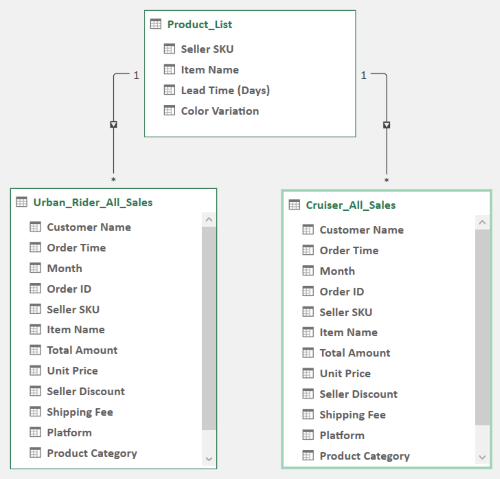 Product_List
Seller SKU
Item Name
Lead Time (Days)
Color Variation
1
1
*
*
Urban_Rider_All_Sales
Customer Name
Order Time
Month
Order ID
Seller SKU
Item Name
Total Amount
Unit Price
Seller Discount
Shipping Fee
Platform
Product Category
Cruiser_All_Sales
Customer Name
Order Time
Month
Order ID
Seller SKU
Item Name
Total Amount
Unit Price
Seller Discount
Shipping Fee
Platform
Product Category